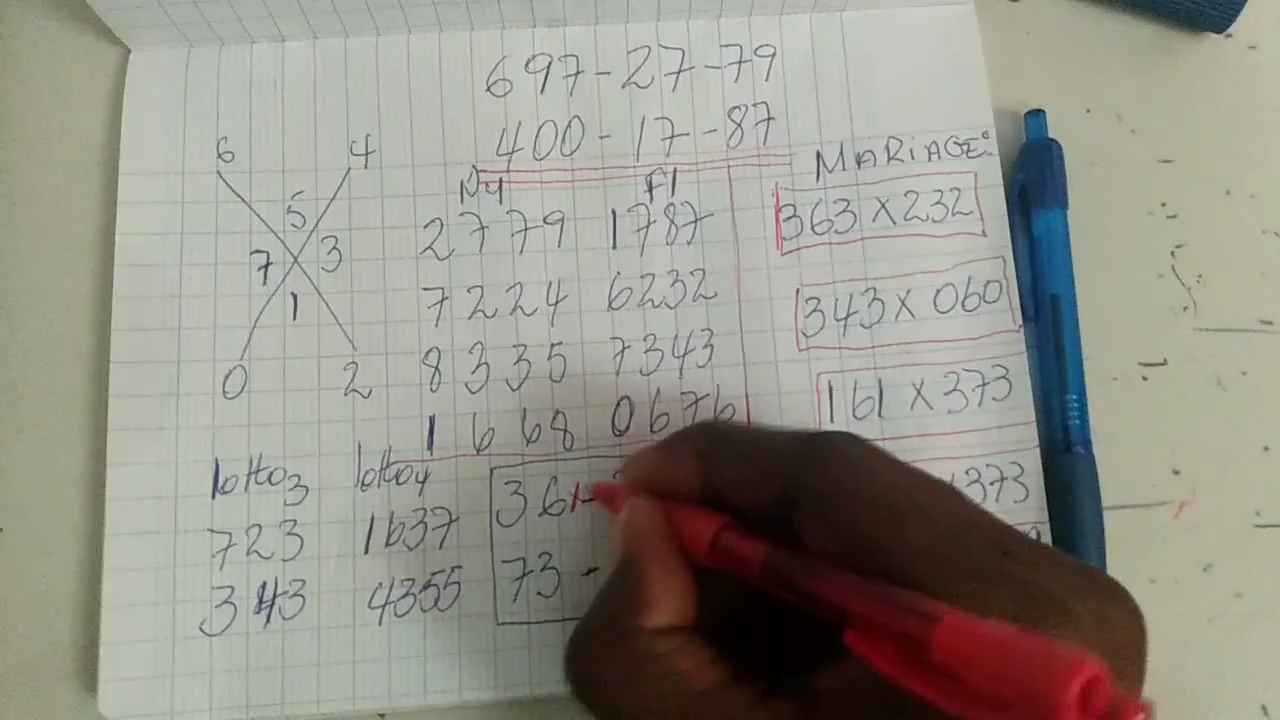 697-27-79
400-17-87
6 4
5
7 3
1
0 2
Ny Fl
2779 1787
7224 6232
8335 7343
1668 0676
MARIAGE:
363 x 232
343 x 060
161 x 373
373
lotto3 lotto4
723 1637
343 4355
36x
73 -